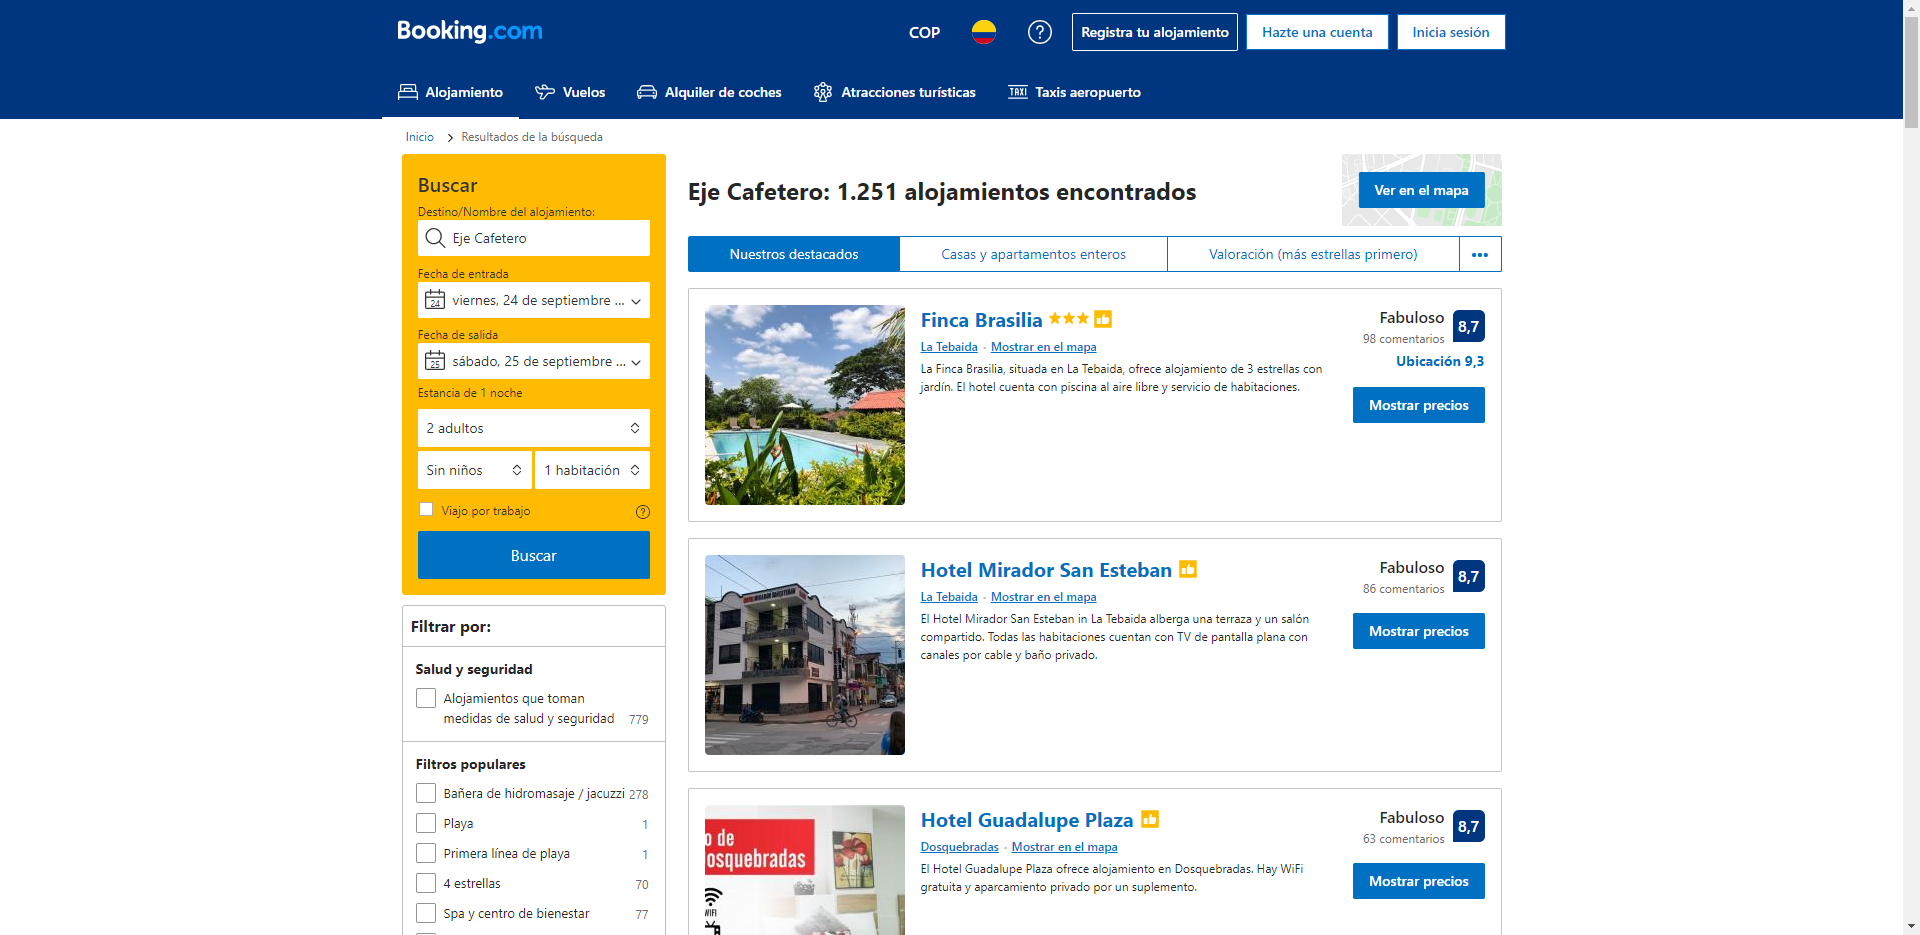 Booking.com
COP
Registra tu alojamiento
Hazte una cuenta
Inicia sesión
Alojamiento
Vuelos
Alquiler de coches
Atracciones turísticas
TAXI Taxis aeropuerto
Inicio
Resultados de la búsqueda
Buscar
Destino/Nombre del alojamiento:
Eje Cafetero
Fecha de entrada
24 viernes, 24 de septiembre ...
Fecha de salida
25 sábado, 25 de septiembre ...
Estancia de 1 noche
2 adultos
Sin niños
1 habitación
Viajo por trabajo
Buscar
Filtrar por:
Salud y seguridad
Alojamientos que toman
medidas de salud y seguridad 779
Filtros populares
Bañera de hidromasaje / jacuzzi 278
Playa 1
Primera línea de playa 1
4 estrellas 70
Spa y centro de bienestar 77
Eje Cafetero: 1.251 alojamientos encontrados
Ver en el mapa
Nuestros destacados
Casas y apartamentos enteros
Valoración (más estrellas primero)
Finca Brasilia
La Tebaida - Mostrar en el mapa
La Finca Brasilia, situada en La Tebaida, ofrece alojamiento de 3 estrellas con
jardín. El hotel cuenta con piscina al aire libre y servicio de habitaciones.
Fabuloso 8,7
98 comentarios
Ubicación 9,3
Mostrar precios
HOTEL MIRADOR SAN ESTEBAN
Hotel Mirador San Esteban
La Tebaida - Mostrar en el mapa
El Hotel Mirador San Esteban in La Tebaida alberga una terraza y un salón
compartido. Todas las habitaciones cuentan con TV de pantalla plana con
canales por cable y baño privado.
Fabuloso 8,7
86 comentarios
Mostrar precios
o de
osquebradas
WIFI
Hotel Guadalupe Plaza
Dosquebradas - Mostrar en el mapa
El Hotel Guadalupe Plaza ofrece alojamiento en Dosquebradas. Hay WiFi
gratuita y aparcamiento privado por un suplemento.
Fabuloso 8,7
63 comentarios
Mostrar precios